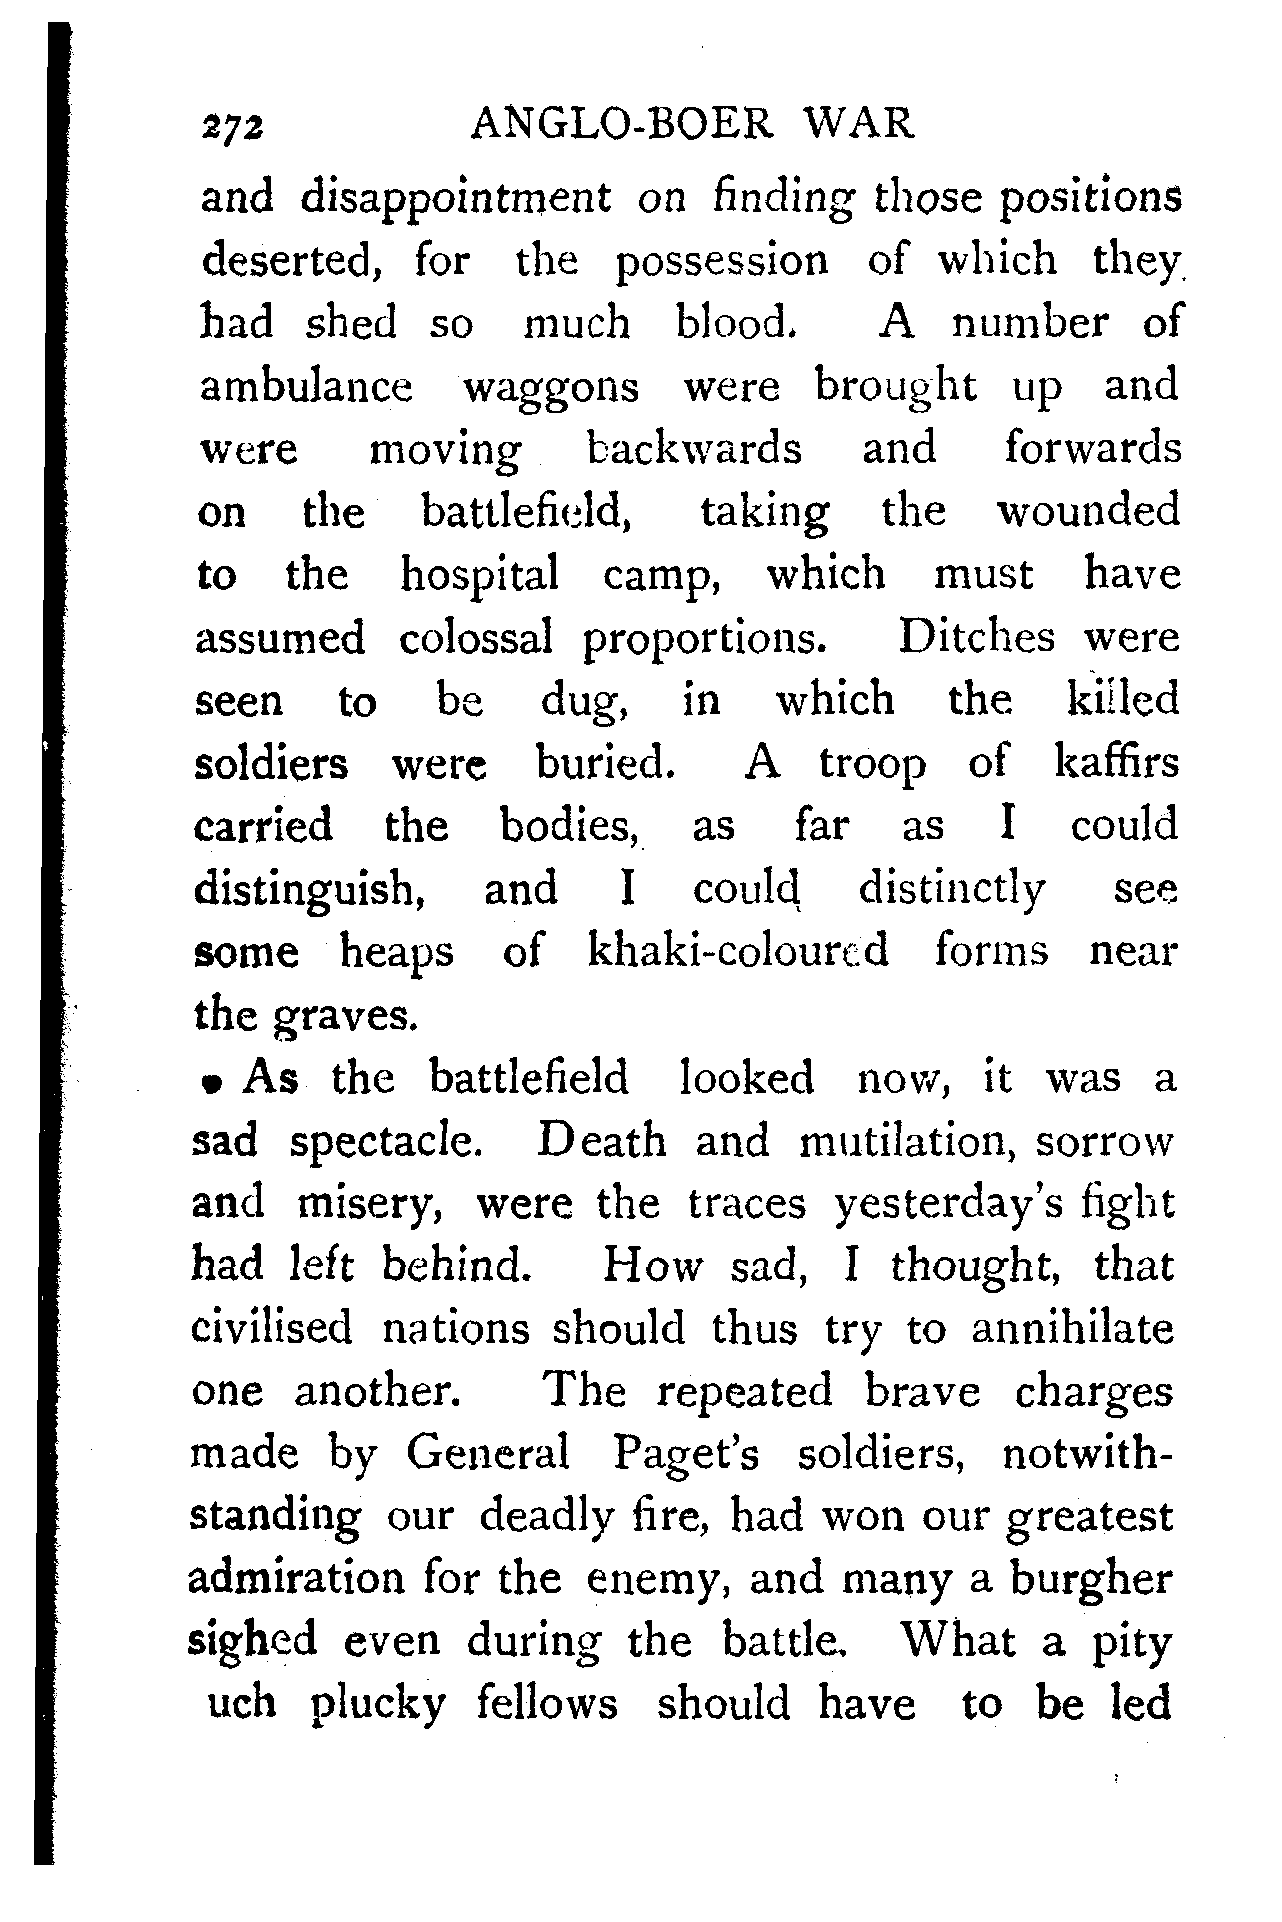 272 ANGLO-BOER WAR
and disappointment on finding those positions
deserted, for the possession of which they
had shed so much blood. A number of
ambulance waggons were brought up and
were moving backwards and forwards
on the battlefield, taking the wounded
to the hospital camp, which must have
assumed colossal proportions. Ditches were
seen to be dug, in which the killed
soldiers were buried. A troop of kaffirs
carried the bodies, as far as I could
distinguish, and I could distinctly see
some heaps of khaki-coloured forms near
the graves.
As the battlefield looked now, it was a
sad spectacle. Death and mutilation, sorrow
and misery, were the traces yesterday's fight
had left behind. How sad, I thought, that
civilised nations should thus try to annihilate
one another. The repeated brave charges
made by General Paget's soldiers, notwith-
standing our deadly fire, had won our greatest
admiration for the enemy, and many a burgher
sighed even during the battle. What a pity
uch plucky fellows should have to be led